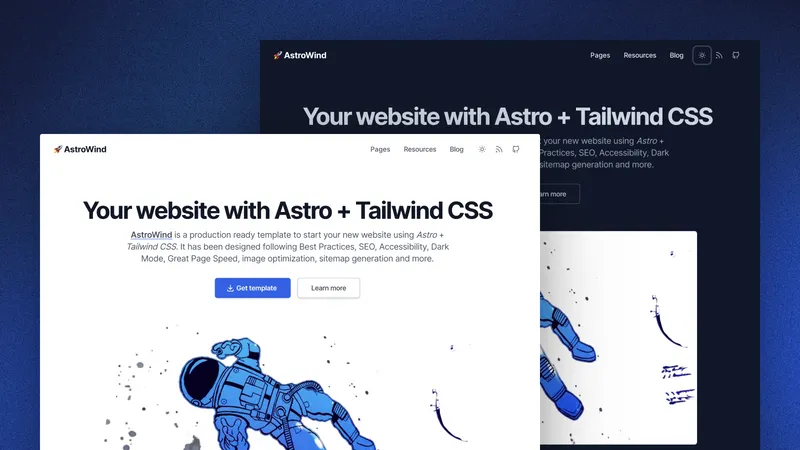 AstroWind
Pages Resources Blog
Your website with Astro + Tailwind CSS
your new website using Astro +
Practices, SEO, Accessibility, Dark
sitemap generation and more.
more
AstroWind
Pages Resources Blog
Your website with Astro + Tailwind CSS
AstroWind is a production ready template to start your new website using Astro +
Tailwind CSS. It has been designed following Best Practices, SEO, Accessibility, Dark
Mode, Great Page Speed, image optimization, sitemap generation and more.
Get template Learn more